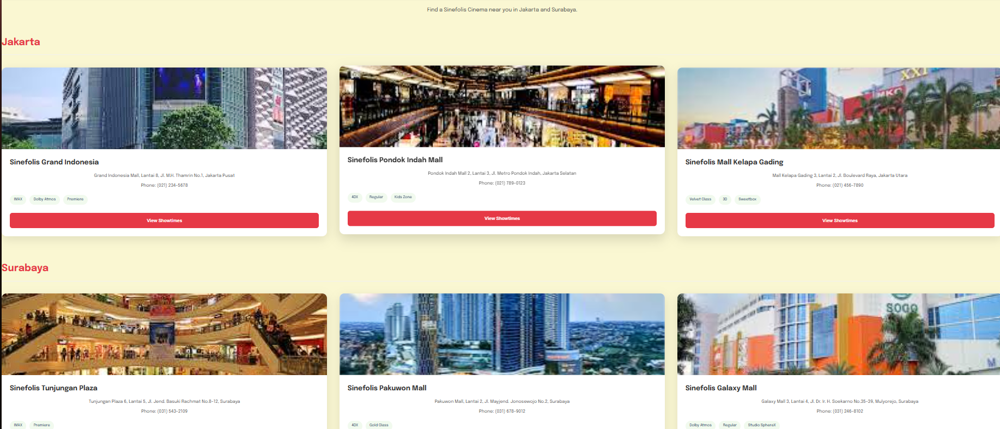 Find a Sinefolis Cinema near you in Jakarta and Surabaya.
Jakarta
XXI
Sinefolis Grand Indonesia
Grand Indonesia Mall, Lantai 8, Jl. M.H. Thamrin No.1, Jakarta Pusat
Phone: (021) 234-5678
IMAX Dolby Atmos Premiere
View Showtimes
Sinefolis Pondok Indah Mall
Pondok Indah Mall 2, Lantai 3, Jl. Metro Pondok Indah, Jakarta Selatan
Phone: (021) 789-0123
4DX Regular Kids Zone
View Showtimes
Sinefolis Mall Kelapa Gading
Mall Kelapa Gading 3, Lantai 2, Jl. Boulevard Raya, Jakarta Utara
Phone: (021) 456-7890
Velvet Class 3D Sweetbox
View Showtimes
Surabaya
SOGO
M
Sinefolis Tunjungan Plaza
Tunjungan Plaza 6, Lantai 5, Jl. Jend. Basuki Rachmat No.8-12, Surabaya
Phone: (031) 543-2109
IMAX Premiere
Sinefolis Pakuwon Mall
Pakuwon Mall, Lantai 2, Jl. Mayjend. Jonosewojo No.2, Surabaya
Phone: (031) 678-9012
4DX Gold Class
Sinefolis Galaxy Mall
Galaxy Mall 3, Lantai 4, Jl. Dr. Ir. H. Soekarno No.35-39, Mulyorejo, Surabaya
Phone: (031) 246-8102
Dolby Atmos Regular Studio SphereX